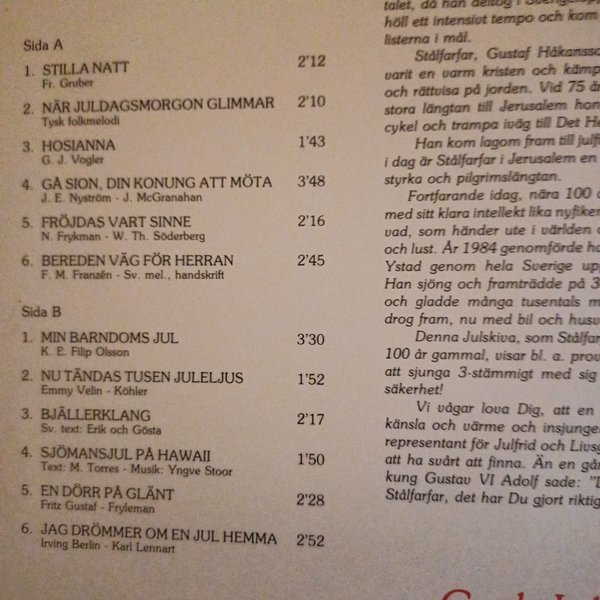 Sida A
1. STILLA NATT 2'12
Fr. Gruber
2. NÄR JULDAGSMORGON GLIMMAR 2'10
Tysk folkmelodi
3. HOSIANNA 1'43
G. J. Vogler
4. GÅ SION, DIN KONUNG ATT MÖTA 3'48
J. E. Nyström - J. McGranahan
5. FRÖJDAS VART SINNE 2'16
N. Frykman - W. Th. Söderberg
6. BEREDEN VÄG FÖR HERRAN 2'45
F. M. Franzén - Sv. mel., handskrift
Sida B
1. MIN BARNDOMS JUL 3'30
K. E. Filip Olsson
2. NU TÄNDAS TUSEN JULELJUS 1'52
Emmy Velin - Köhler
3. BJÄLLERKLANG 2'17
Sv. text: Erik och Gösta
4. SJÖMANSJUL PÅ HAWAII 1'50
Text: M. Torres - Musik: Yngve Stoor
5. EN DÖRR PÅ GLÄNT 2'28
Fritz Gustaf - Fryleman
6. JAG DRÖMMER OM EN JUL HEMMA 2'52
Irving Berlin - Karl Lennart
talet, då han deltog i
höll ett intensivt tempo och kom
listerna i mål.
Stålfarfar, Gustaf
varit en varm kristen och
och rättvisa på jorden. Vid 75
stora längtan till Jerusalem
cykel och trampa iväg till Det
Han kom lagom fram till
i dag är Stålfarfar i Jerusalem en
styrka och pilgrimslängtan.
Fortfarande idag, nära 100
med sitt klara intellekt lika
vad, som händer ute i världen
och lust. År 1984 genomförde
Ystad genom hela Sverige
Han sjöng och framträdde på
och gladde många tusentals
drog fram, nu med bil och
Denna Julskiva, som
100 år gammal, visar bl. a.
att sjunga 3-stämmigt med sig
säkerhet!
Vi vågar lova Dig, att en
känsla och värme och
representant för Julfrid och
att ha svårt att finna. Än en
kung Gustav VI Adolf sade:
Stålfarfar, det har Du gjort